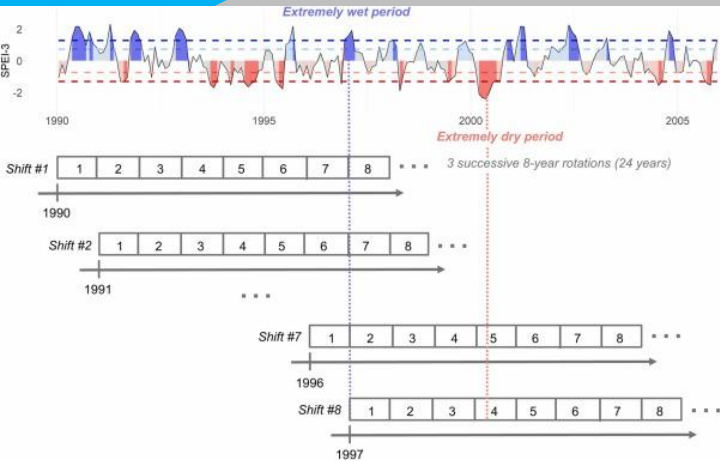 Extremely wet period
SPEI-3
2
0
-2
1990 1995 2000 2005
Extremely dry period
Shift #1 1 2 3 4 5 6 7 8 ... 3 successive 8-year rotations (24 years)
1990
Shift #2 1 2 3 4 5 6 7 8 ...
1991
...
Shift #7 1 2 3 4 5 6 7 8 ...
1996
Shift #8 1 2 3 4 5 6 7 8 ...
1997